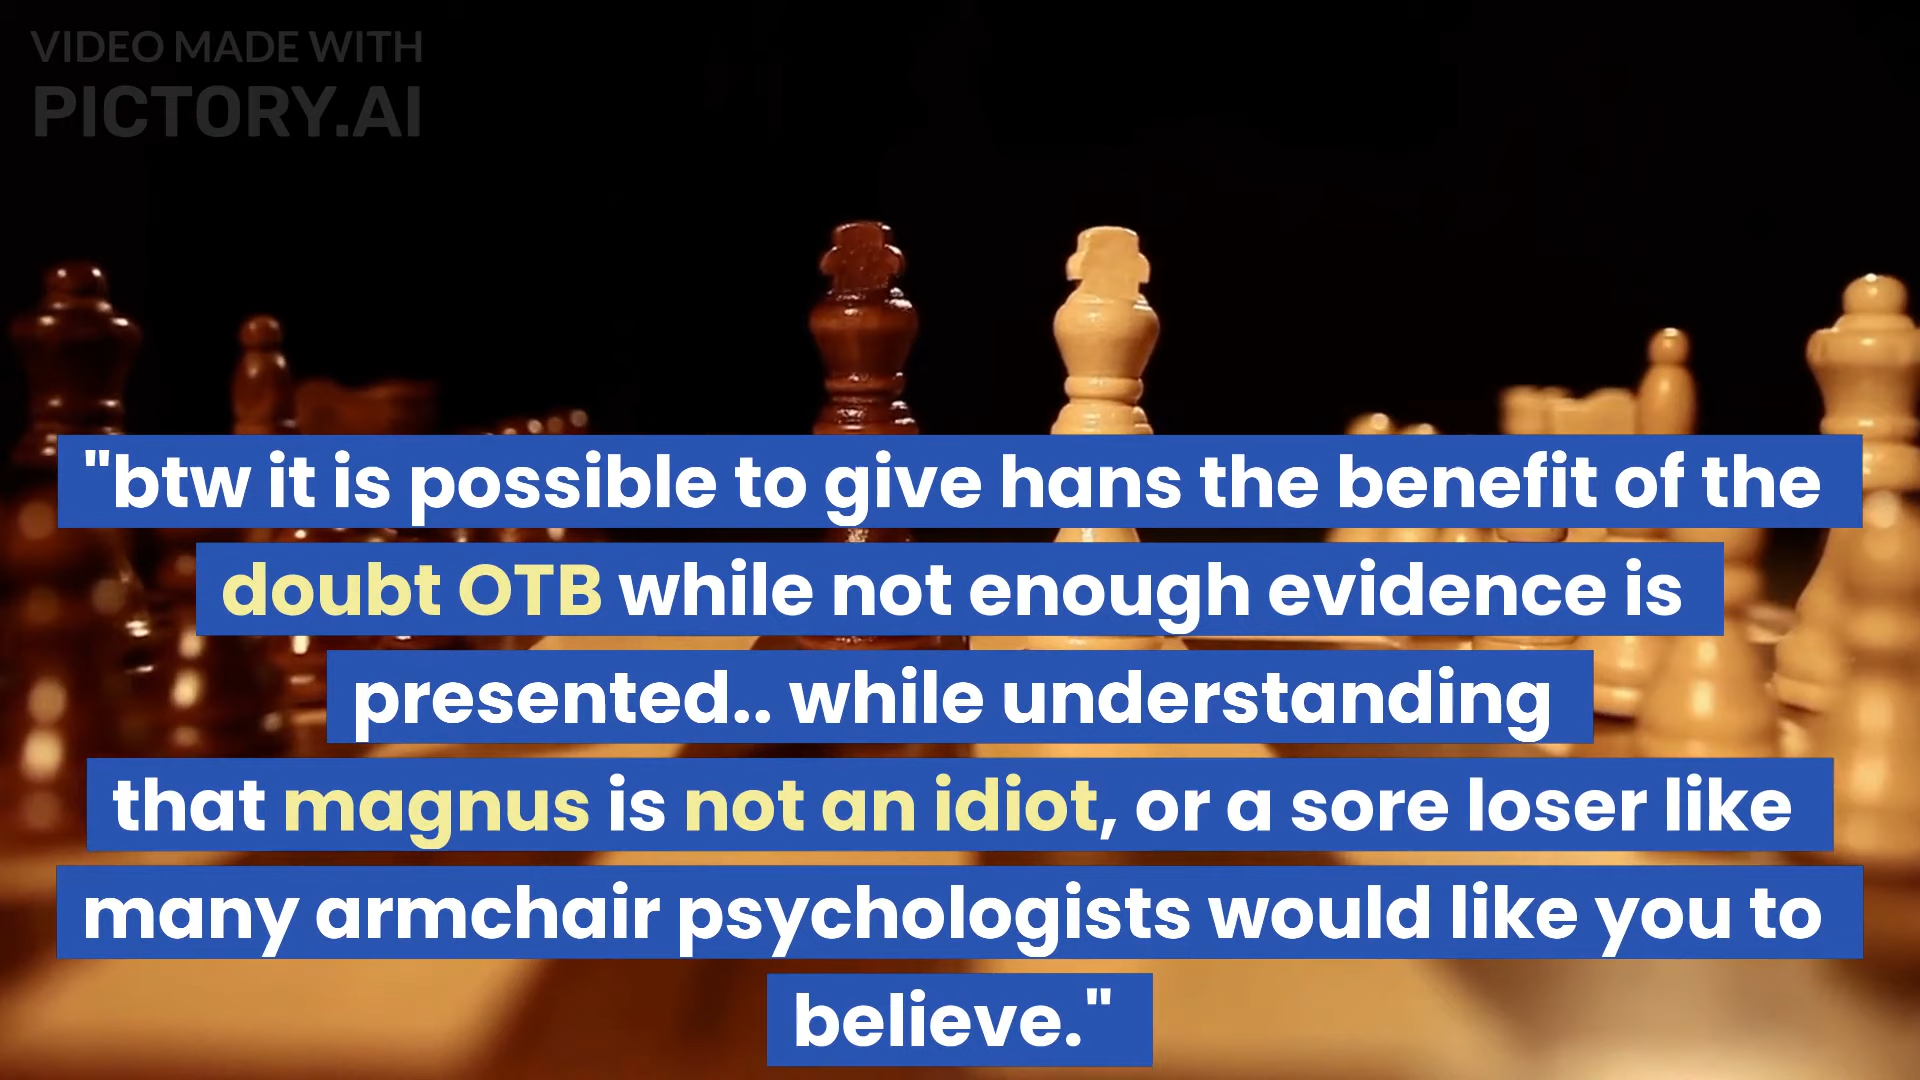 VIDEO MADE WITH
PICTORY.AI
"btw it is possible to give hans the benefit of the
doubt OTB while not enough evidence is
presented.. while understanding
that magnus is not an idiot, or a sore loser like
many armchair psychologists would like you to
believe."